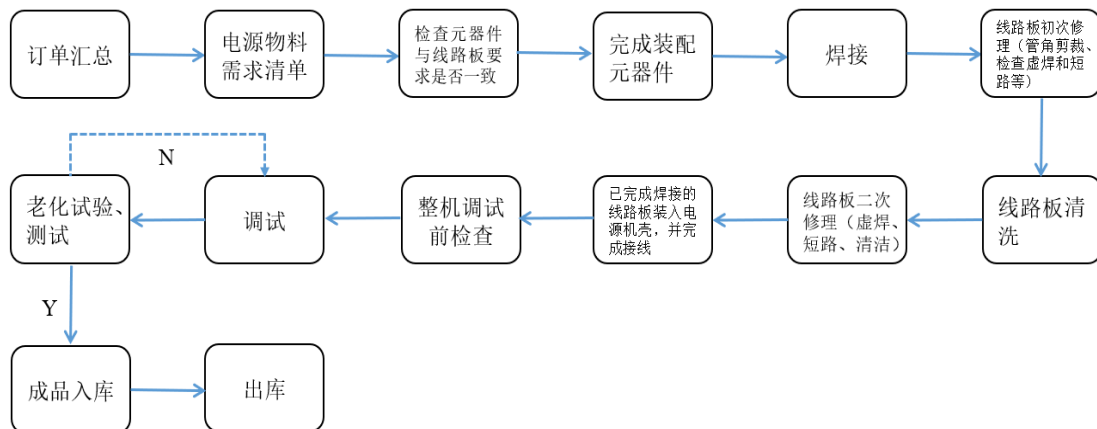 订单汇总
电源物料
需求清单
检查元器件
与线路板要
求是否一致
完成装配
元器件
焊接
线路板初次修
理（管角剪裁、
检查虚焊和短
路等）
N
老化试验、
测试
调试
整机调试
前检查
已完成焊接的
线路板装入电
源机壳，并完
成接线
线路板二次
修理（虚焊、
短路、清洁）
线路板清
洗
Y
成品入库
出库